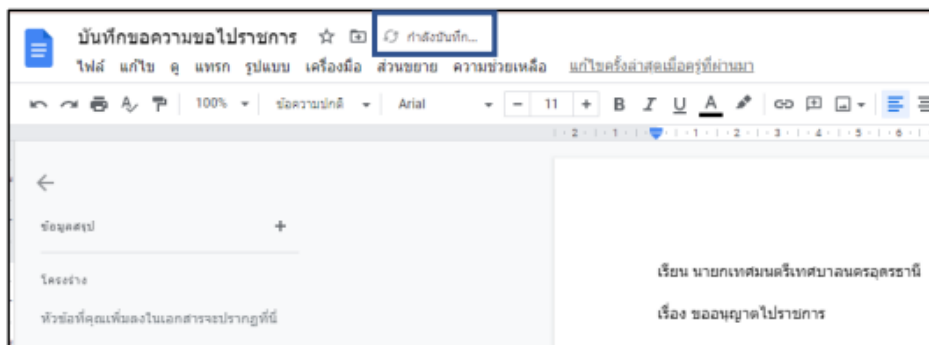 บันทึกขอความขอไปราชการ กำลังบันทึก...
ไฟล์ แก้ไข ดู แทรก รูปแบบ เครื่องมือ ส่วนขยาย ความช่วยเหลือ แก้ไขครั้งล่าสุดเมื่อครู่ที่ผ่านมา
100% ข้อความปกติ Arial - 11 + B I U A
2 1 1 2 3 4 5 6
ข้อมูลสรุป +
โครงร่าง
หัวข้อที่คุณเพิ่มลงในเอกสารจะปรากฏที่นี่
เรียน นายกเทศมนตรีเทศบาลนครอุดรธานี
เรื่อง ขออนุญาตไปราชการ